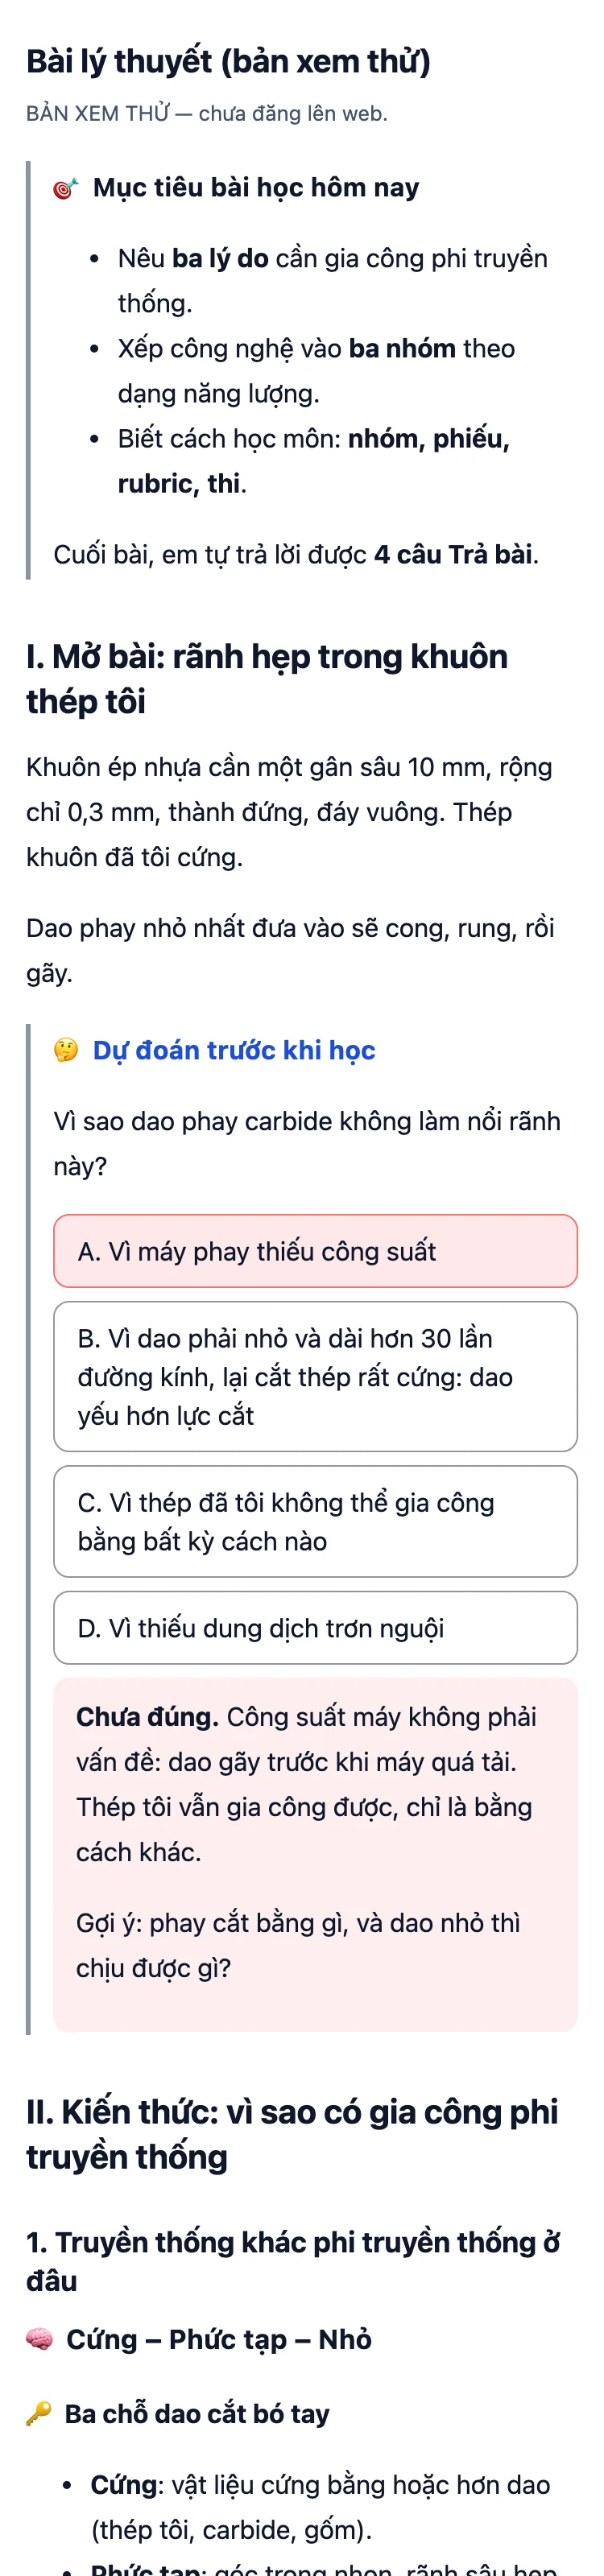 Bài lý thuyết (bản xem thử)
BẢN XEM THỬ — chưa đăng lên web.
🎯 Mục tiêu bài học hôm nay
• Nêu ba lý do cần gia công phi truyền
thống.
• Xếp công nghệ vào ba nhóm theo
dạng năng lượng.
• Biết cách học môn: nhóm, phiếu,
rubric, thi.
Cuối bài, em tự trả lời được 4 câu Trả bài.
I. Mở bài: rãnh hẹp trong khuôn
thép tôi
Khuôn ép nhựa cần một gân sâu 10 mm, rộng
chỉ 0,3 mm, thành đứng, đáy vuông. Thép
khuôn đã tôi cứng.
Dao phay nhỏ nhất đưa vào sẽ cong, rung, rồi
gãy.
🤔 Dự đoán trước khi học
Vì sao dao phay carbide không làm nổi rãnh
này?
A. Vì máy phay thiếu công suất
B. Vì dao phải nhỏ và dài hơn 30 lần
đường kính, lại cắt thép rất cứng: dao
yếu hơn lực cắt
C. Vì thép đã tôi không thể gia công
bằng bất kỳ cách nào
D. Vì thiếu dung dịch trơn nguội
Chưa đúng. Công suất máy không phải
vấn đề: dao gãy trước khi máy quá tải.
Thép tôi vẫn gia công được, chỉ là bằng
cách khác.
Gợi ý: phay cắt bằng gì, và dao nhỏ thì
chịu được gì?
II. Kiến thức: vì sao có gia công phi
truyền thống
1. Truyền thống khác phi truyền thống ở
đâu
🧠 Cứng – Phức tạp – Nhỏ
🔑 Ba chỗ dao cắt bó tay
• Cứng: vật liệu cứng bằng hoặc hơn dao
(thép tôi, carbide, gốm).
• Phức tạp: góc trong nhọn, rãnh sâu hẹp